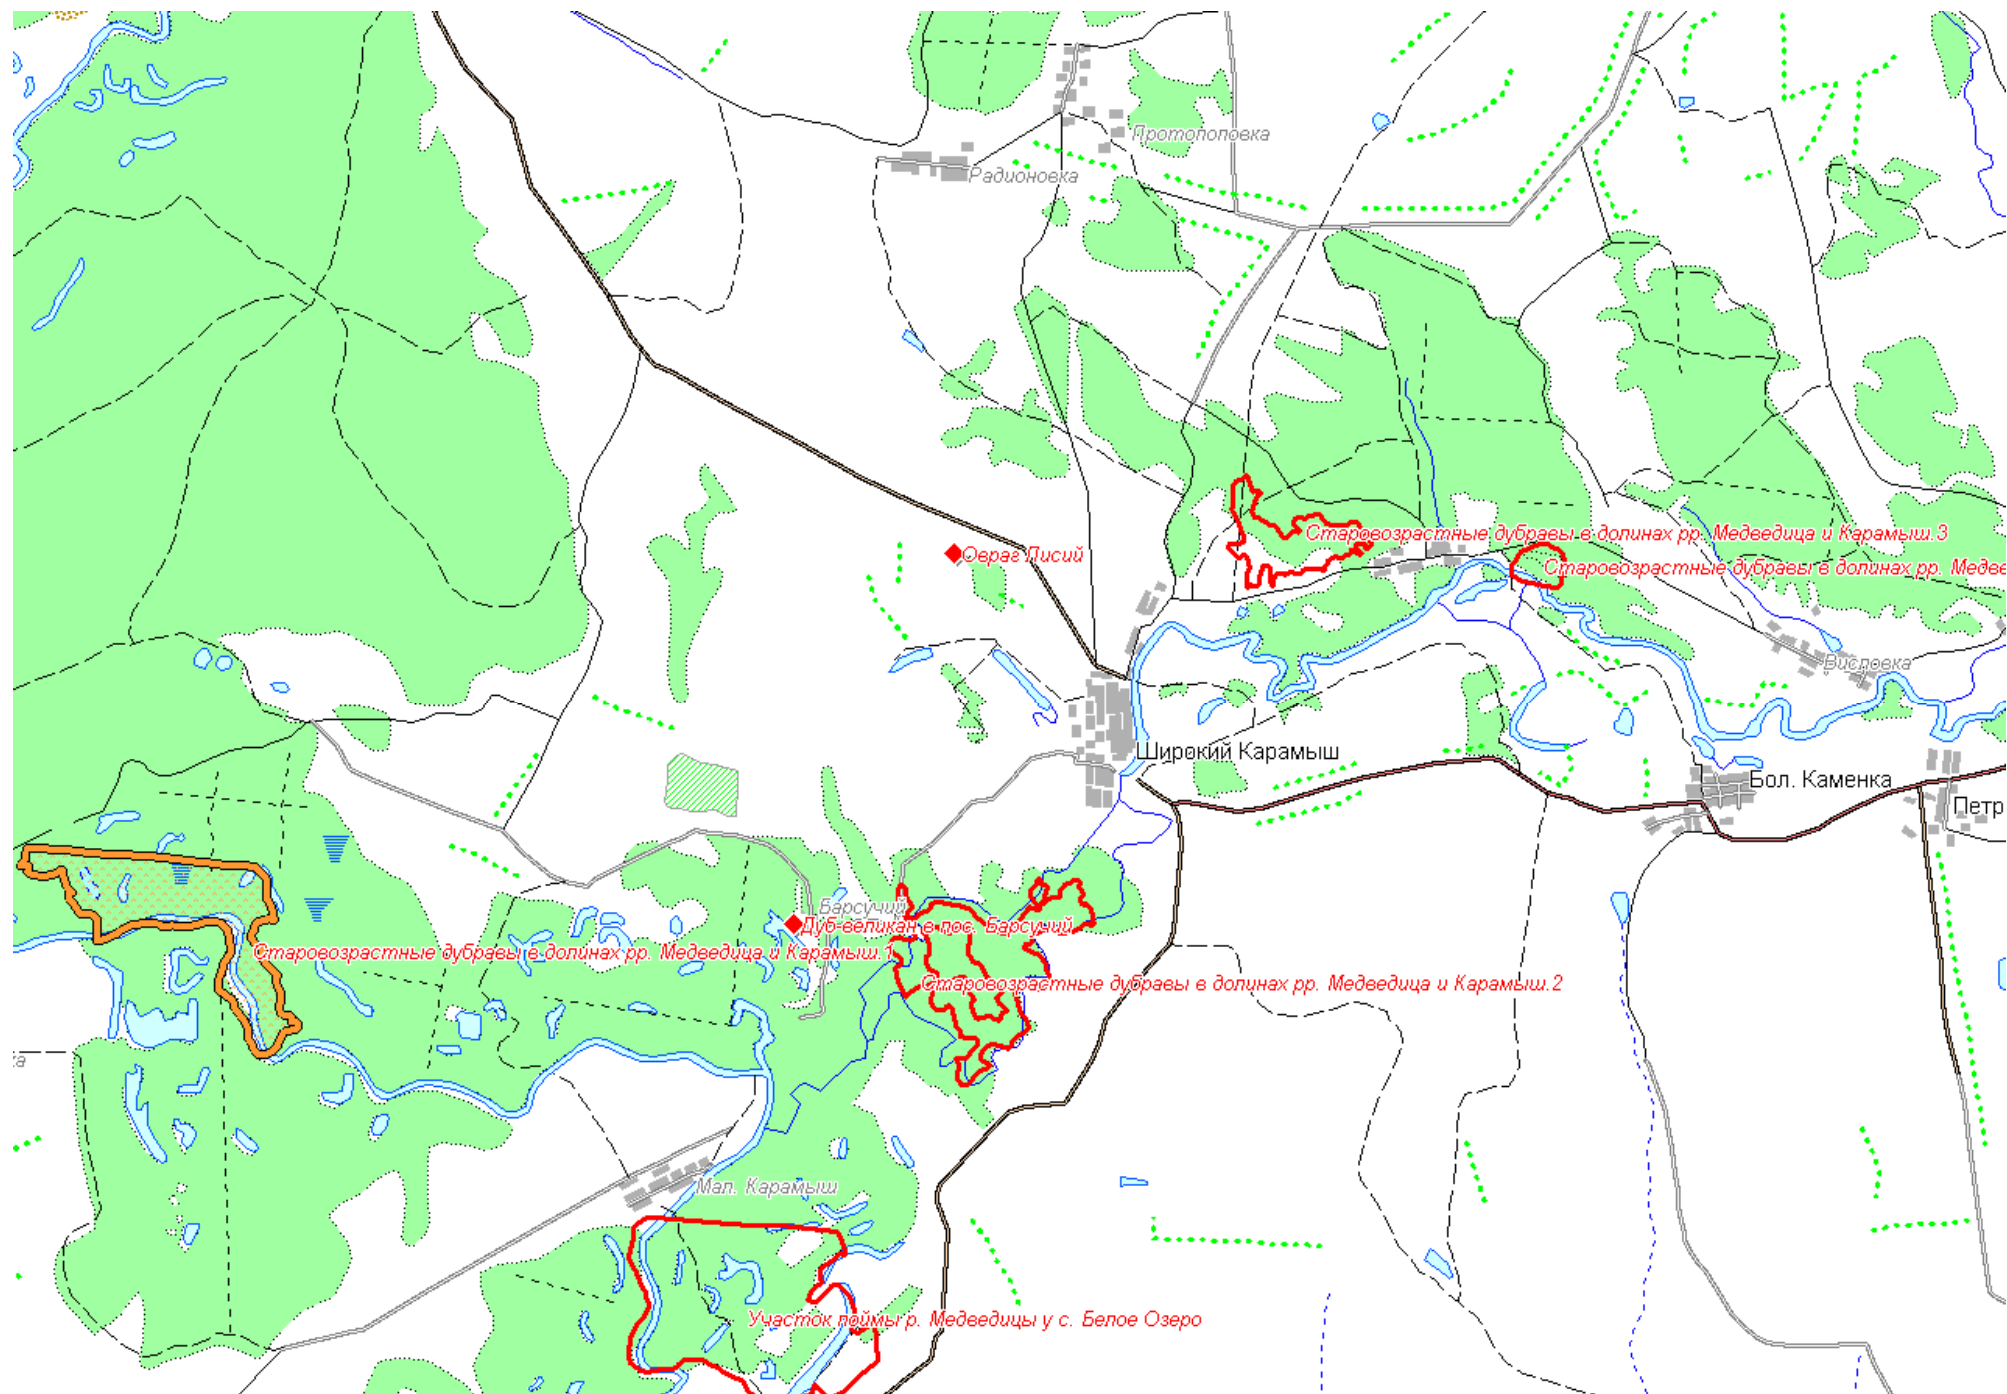 Протопоповка
Радионовка
Старовозрастные дубравы в долинах рр. Медведица и Карамыш.3
Овраг Лисий
Старовозрастные дубравы в долинах рр. Медве
Висловка
Широкий Карамыш
Бол. Каменка
Петр
Барсучий
Дуб-великан в пос. Барсучий
Старовозрастные дубравы в долинах рр. Медведица и Карамыш.1
Старовозрастные дубравы в долинах рр. Медведица и Карамыш.2
ка
Мал. Карамыш
Участок поймы р. Медведицы у с. Белое Озеро